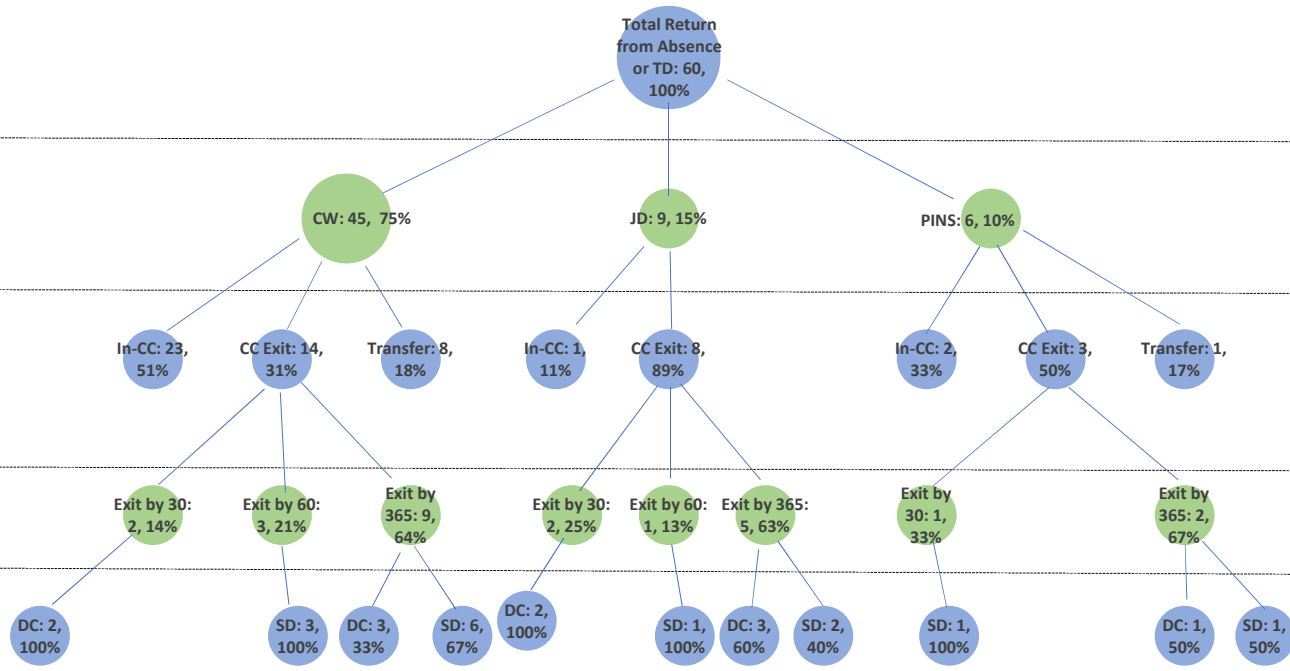 Total Return
from Absence
or TD: 60,
100%
CW: 45,  75%
JD: 9, 15%
PINS: 6, 10%
In-CC: 23,
51%
CC Exit: 14,
31%
Transfer: 8,
18%
In-CC: 1,
11%
CC Exit: 8,
89%
In-CC: 2,
33%
CC Exit: 3,
50%
Transfer: 1,
17%
Exit by 30:
2, 14%
Exit by 60:
3, 21%
Exit by
365: 9,
64%
Exit by 30:
2, 25%
Exit by 60:
1, 13%
Exit by 365:
5, 63%
Exit by
30: 1,
33%
Exit by
365: 2,
67%
DC: 2,
100%
SD: 3,
100%
DC: 3,
33%
SD: 6,
67%
DC: 2,
100%
SD: 1,
100%
DC: 3,
60%
SD: 2,
40%
SD: 1,
100%
DC: 1,
50%
SD: 1,
50%